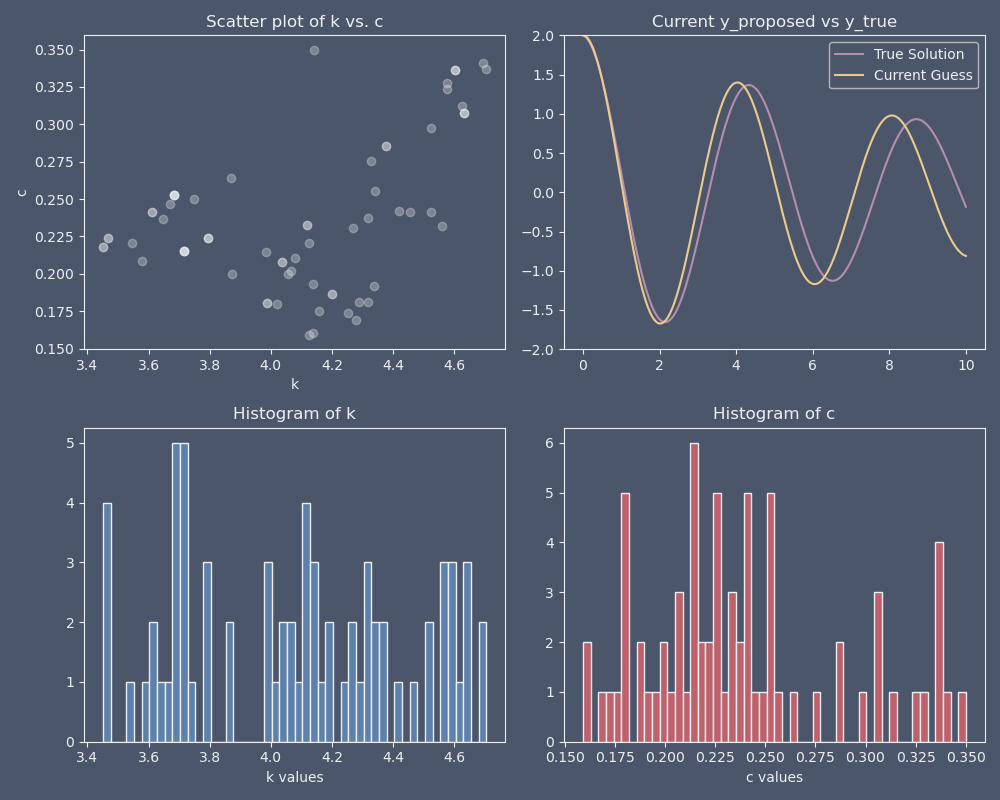 Scatter plot of k vs. c
0.350
0.325
0.300
0.275
0.250
0.225
0.200
0.175
0.150
c
3.4 3.6 3.8 4.0 4.2 4.4 4.6
k
Current y_proposed vs y_true
2.0
1.5
1.0
0.5
0.0
−0.5
−1.0
−1.5
−2.0
True Solution
Current Guess
0 2 4 6 8 10
Histogram of k
5
4
3
2
1
0
3.4 3.6 3.8 4.0 4.2 4.4 4.6
k values
Histogram of c
6
5
4
3
2
1
0
0.150 0.175 0.200 0.225 0.250 0.275 0.300 0.325 0.350
c values